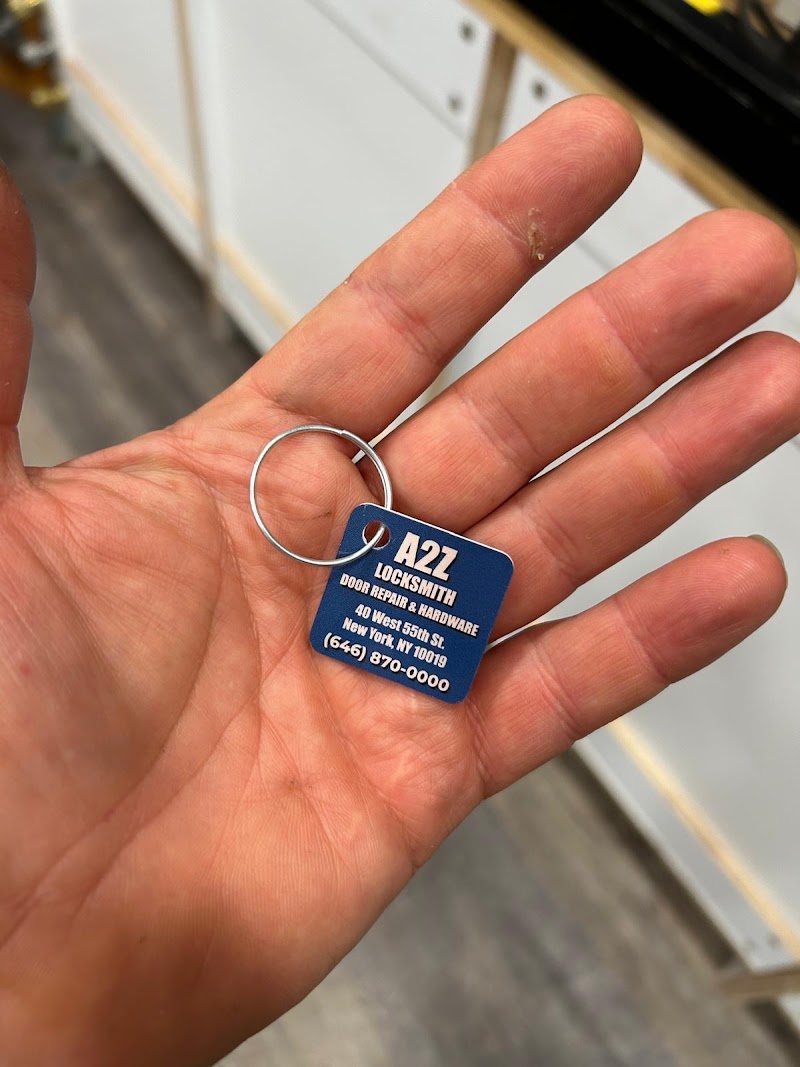 A2Z
LOCKSMITH
DOOR REPAIR & HARDWARE
40 West 55th St.
New York, NY 10019
(646) 870-0000